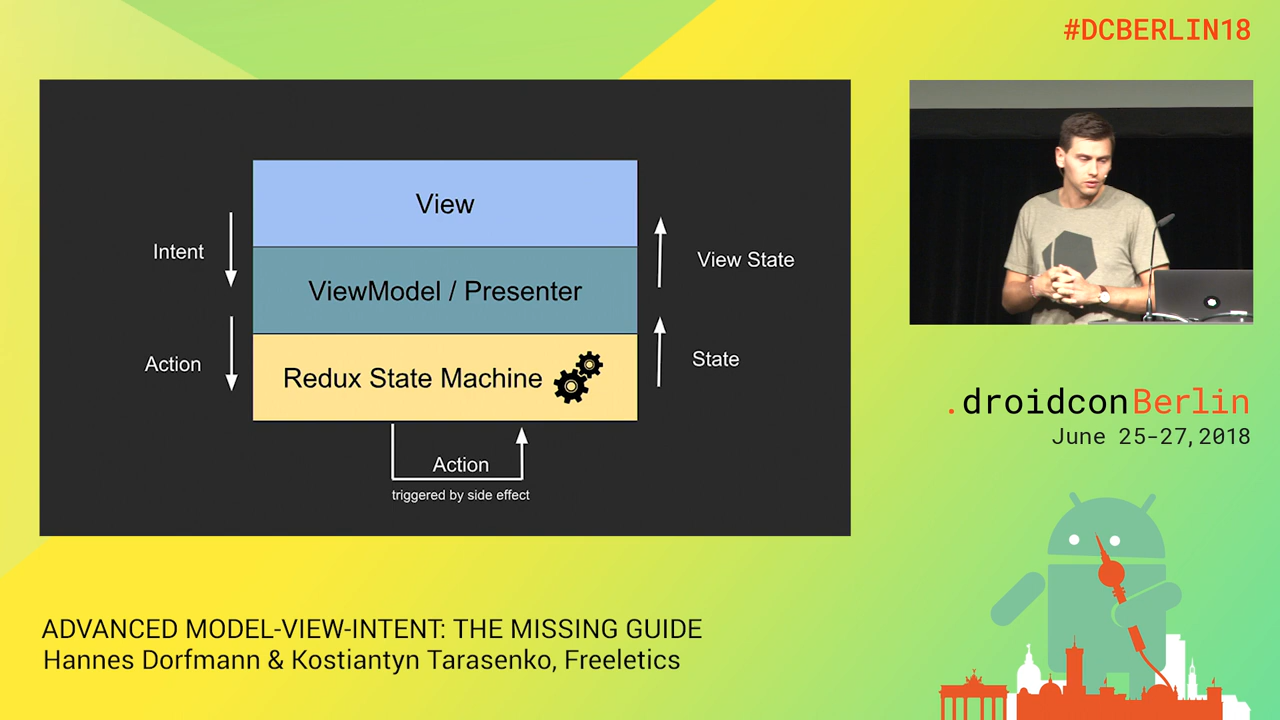 #DCBERLIN18
View
Intent
ViewModel / Presenter
View State
Action
Redux State Machine
State
Action
triggered by side effect
.droidconBerlin
June 25-27, 2018
ADVANCED MODEL-VIEW-INTENT: THE MISSING GUIDE
Hannes Dorfmann & Kostiantyn Tarasenko, Freeletics